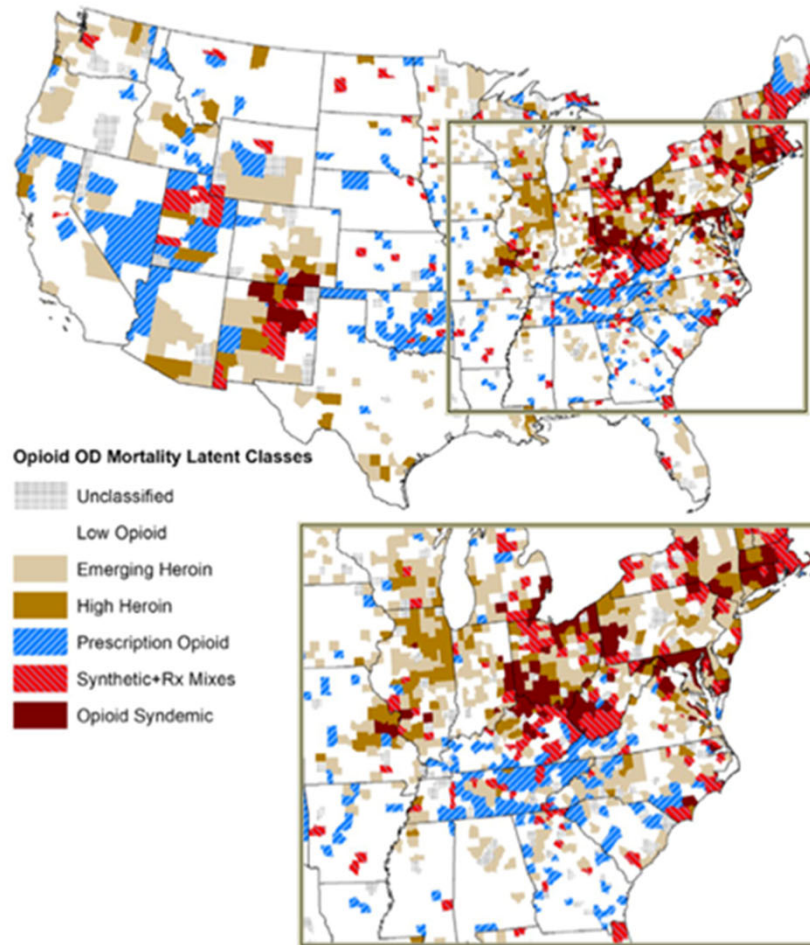 Opioid OD Mortality Latent Classes
Unclassified
Low Opioid
Emerging Heroin
High Heroin
Prescription Opioid
Synthetic+Rx Mixes
Opioid Syndemic